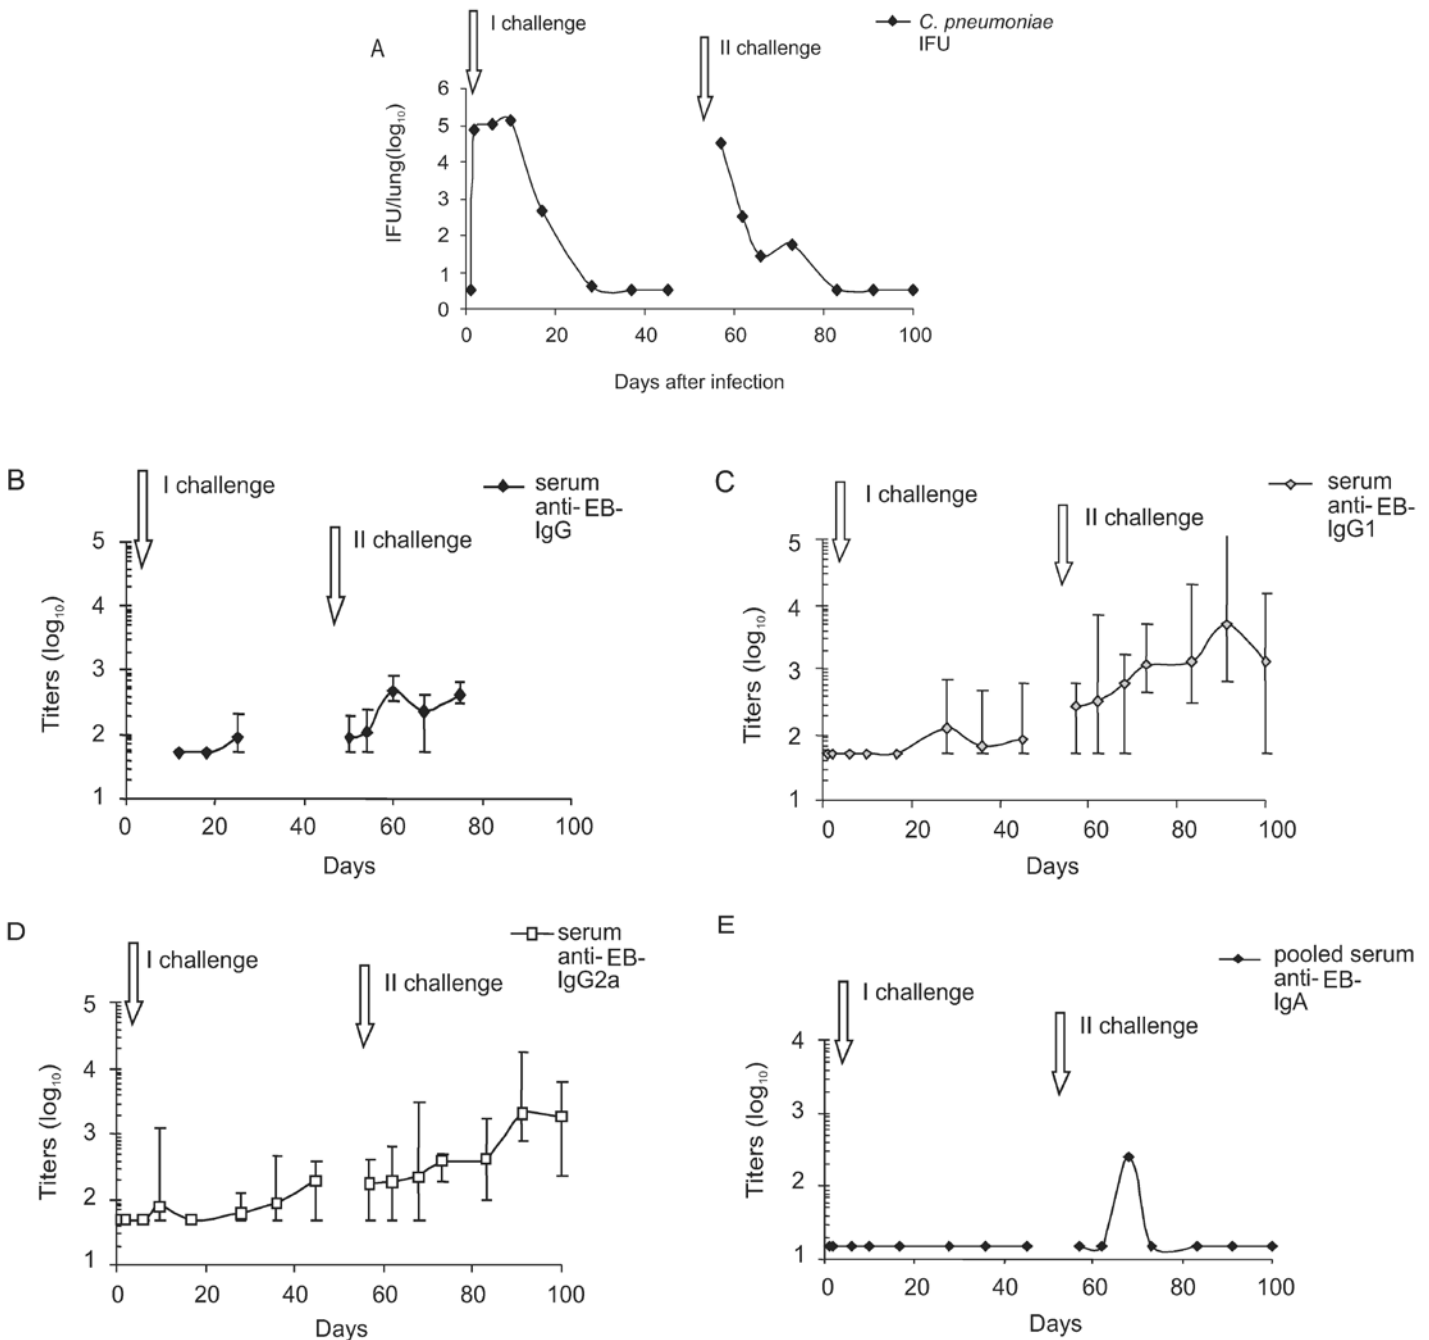 I challenge
C. pneumoniae
IFU
A
II challenge
6
5
4
3
2
1
0
IFU/lung(log₁₀)
0 20 40 60 80 100
Days after infection
B
I challenge
serum
anti-EB-
IgG
II challenge
5
4
3
2
1
Titers (log₁₀)
0 20 40 60 80 100
Days
C
I challenge
serum
anti-EB-
IgG1
II challenge
5
4
3
2
1
Titers (log₁₀)
0 20 40 60 80 100
Days
D
I challenge
serum
anti-EB-
IgG2a
II challenge
5
4
3
2
1
Titers (log₁₀)
0 20 40 60 80 100
Days
E
I challenge
pooled serum
anti-EB-
IgA
II challenge
4
3
2
1
Titers (log₁₀)
0 20 40 60 80 100
Days